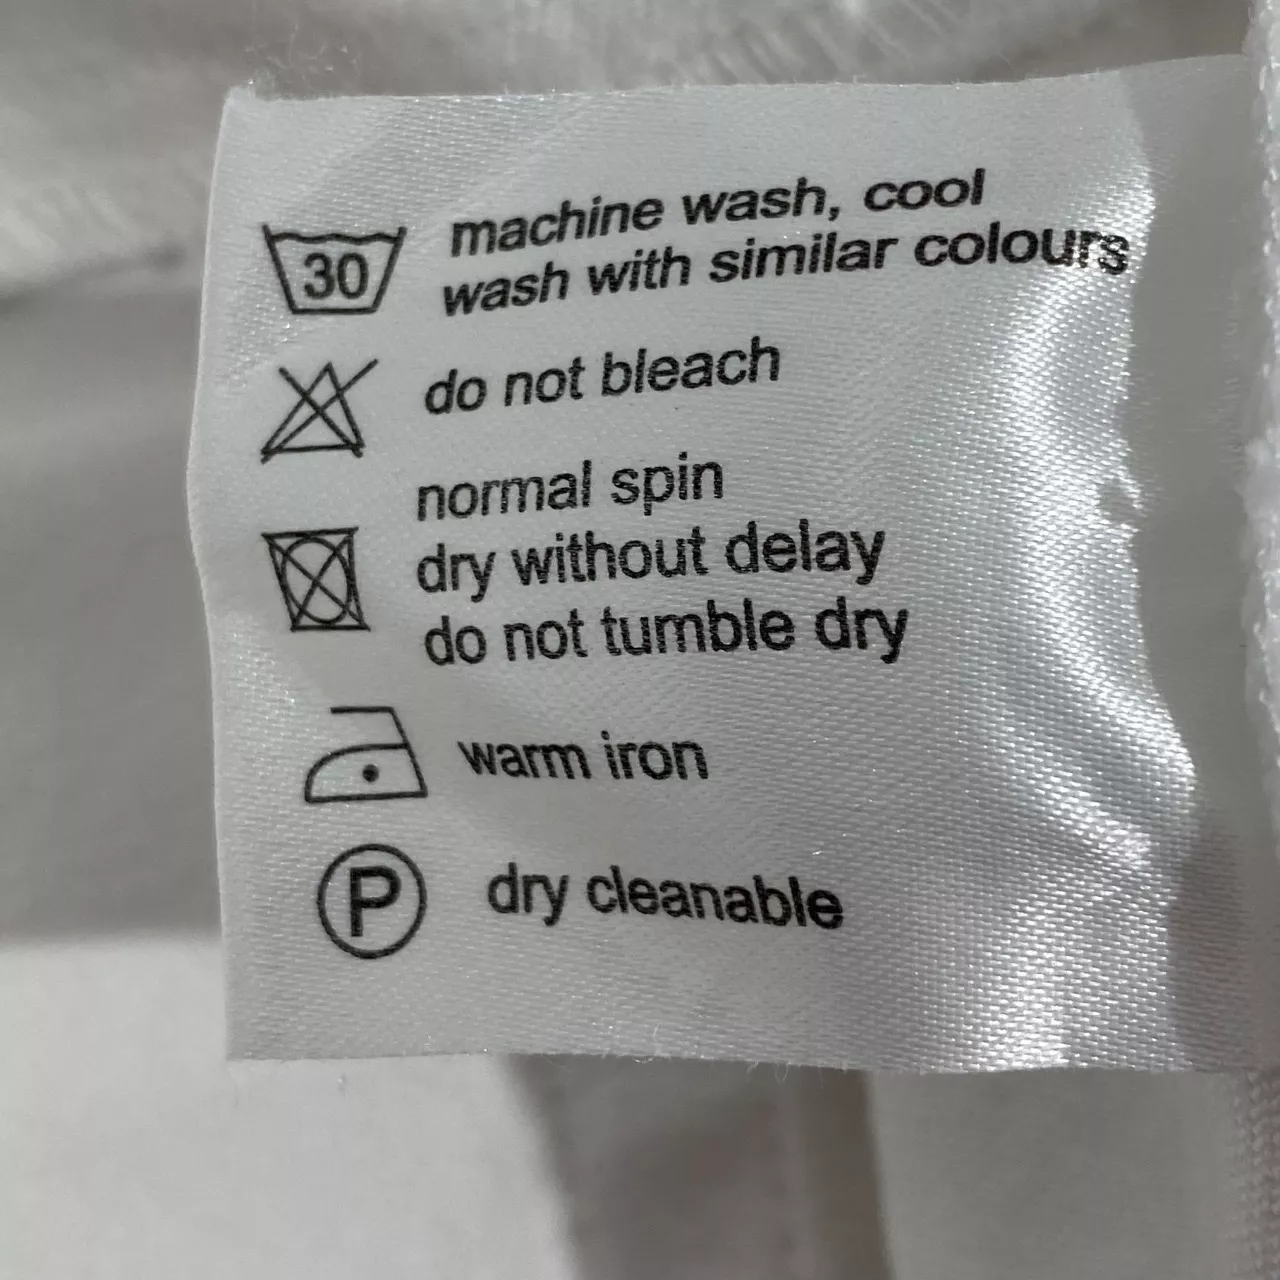 30 machine wash, cool
wash with similar colours
do not bleach
normal spin
dry without delay
do not tumble dry
warm iron
P dry cleanable